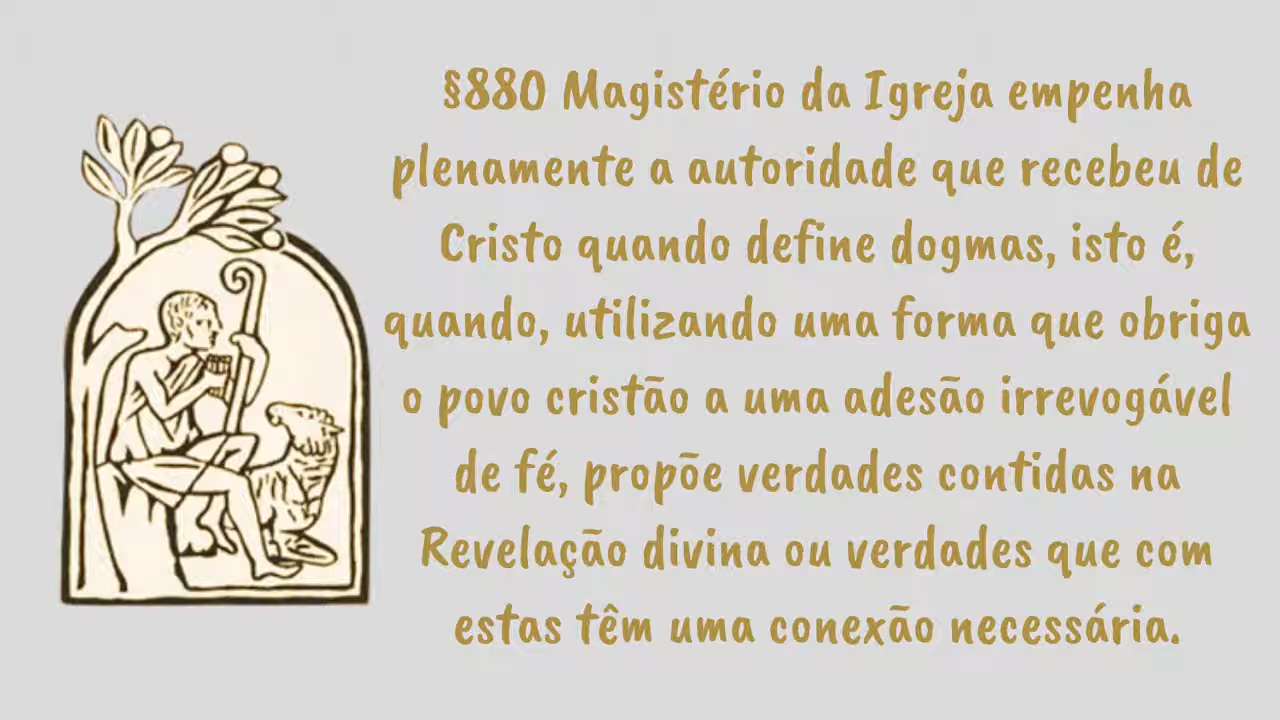 §880 Magistério da Igreja empenha
plenamente a autoridade que recebeu de
Cristo quando define dogmas, isto é,
quando, utilizando uma forma que obriga
o povo cristão a uma adesão irrevogável
de fé, propõe verdades contidas na
Revelação divina ou verdades que com
estas têm uma conexão necessária.